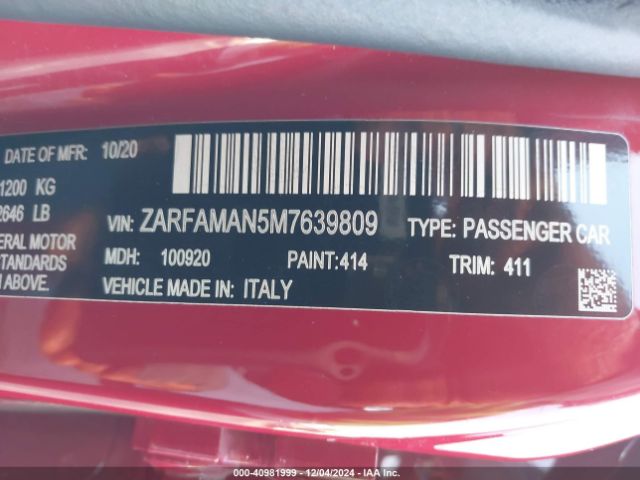 DATE OF MFR: 10/20
1200 KG
2646 LB
VIN: ZARFAMAN5M7639809 TYPE: PASSENGER CAR
MOTOR
MDH: 100920 PAINT:414 TRIM: 411
STANDARDS
VEHICLE MADE IN: ITALY
ABOVE.
000-40981999 - 12/04/2024 - IAA Inc.